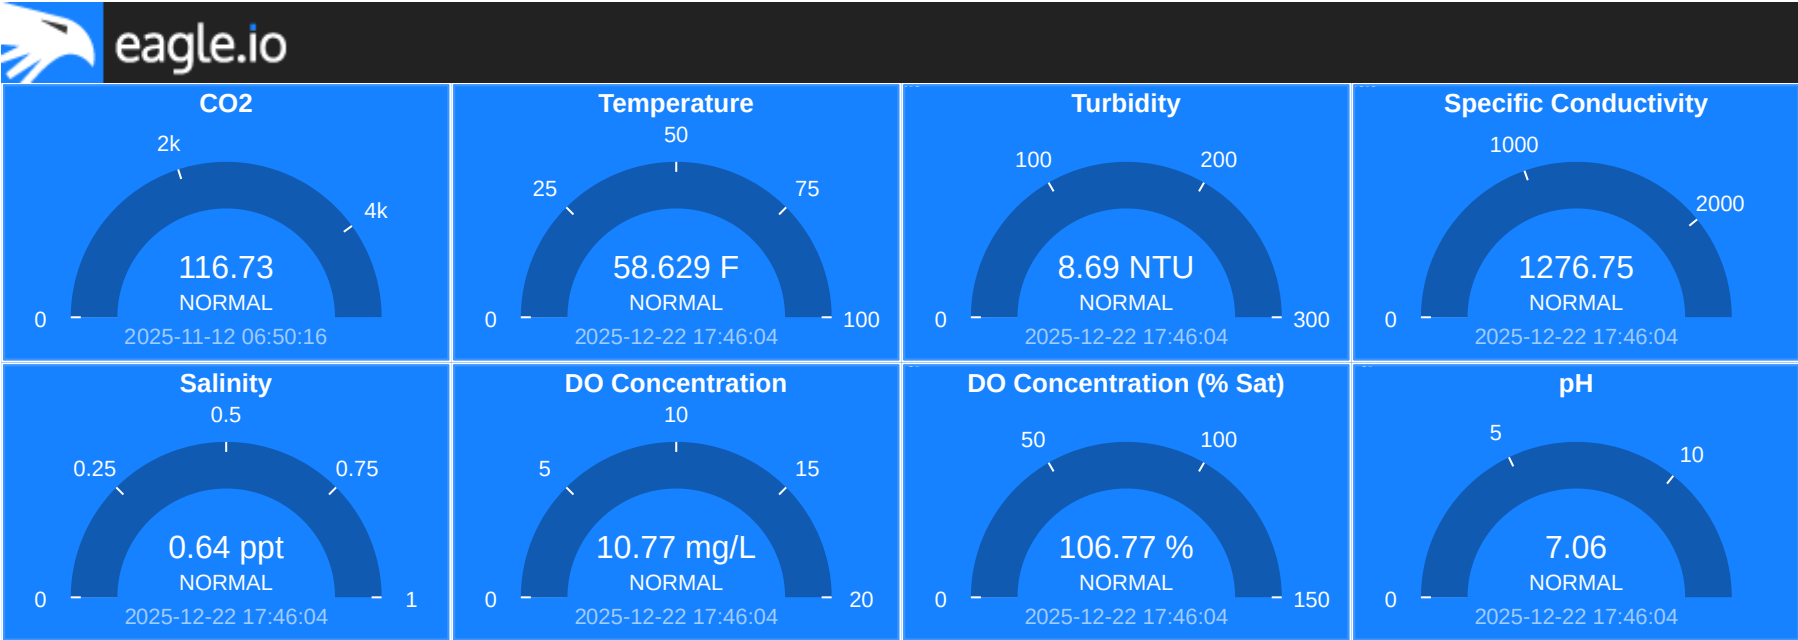 eagle.io
CO2
2k
4k
0
116.73
NORMAL
2025-11-12 06:50:16
Temperature
50
25
75
0
100
58.629 F
NORMAL
2025-12-22 17:46:04
Turbidity
100
200
0
300
8.69 NTU
NORMAL
2025-12-22 17:46:04
Specific Conductivity
1000
2000
0
1276.75
NORMAL
2025-12-22 17:46:04
Salinity
0.5
0.25
0.75
0
1
0.64 ppt
NORMAL
2025-12-22 17:46:04
DO Concentration
10
5
15
0
20
10.77 mg/L
NORMAL
2025-12-22 17:46:04
DO Concentration (% Sat)
50
100
0
150
106.77 %
NORMAL
2025-12-22 17:46:04
pH
5
10
0
7.06
NORMAL
2025-12-22 17:46:04